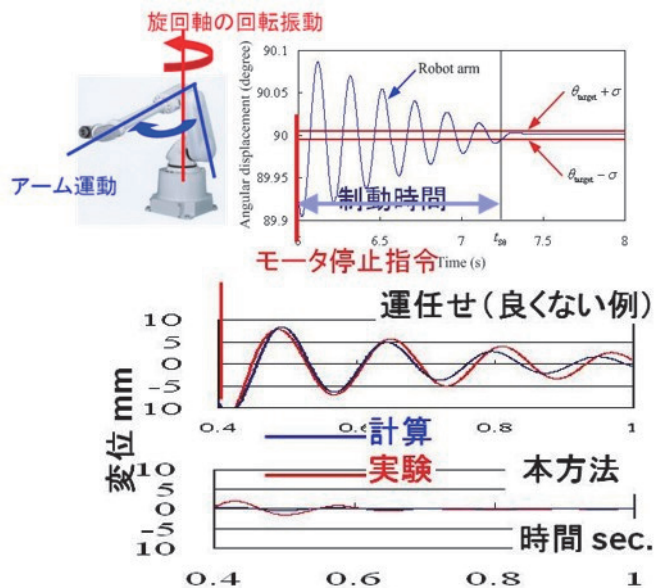 旋回軸の回転振動
アーム運動
Angular displacement (degree)
90.1
90.05
90
89.95
89.9
Robot arm
θtarget+σ
θtarget−σ
制動時間
6
6.5
7
tSB
7.5
8
モータ停止指令
Time (s)
運任せ（良くない例）
変位 mm
10
5
0
-5
10
0.4
0.6
0.8
1
計算
実験
本方法
10
5
0
-5
10
時間 sec.
0.4
0.6
0.8
1